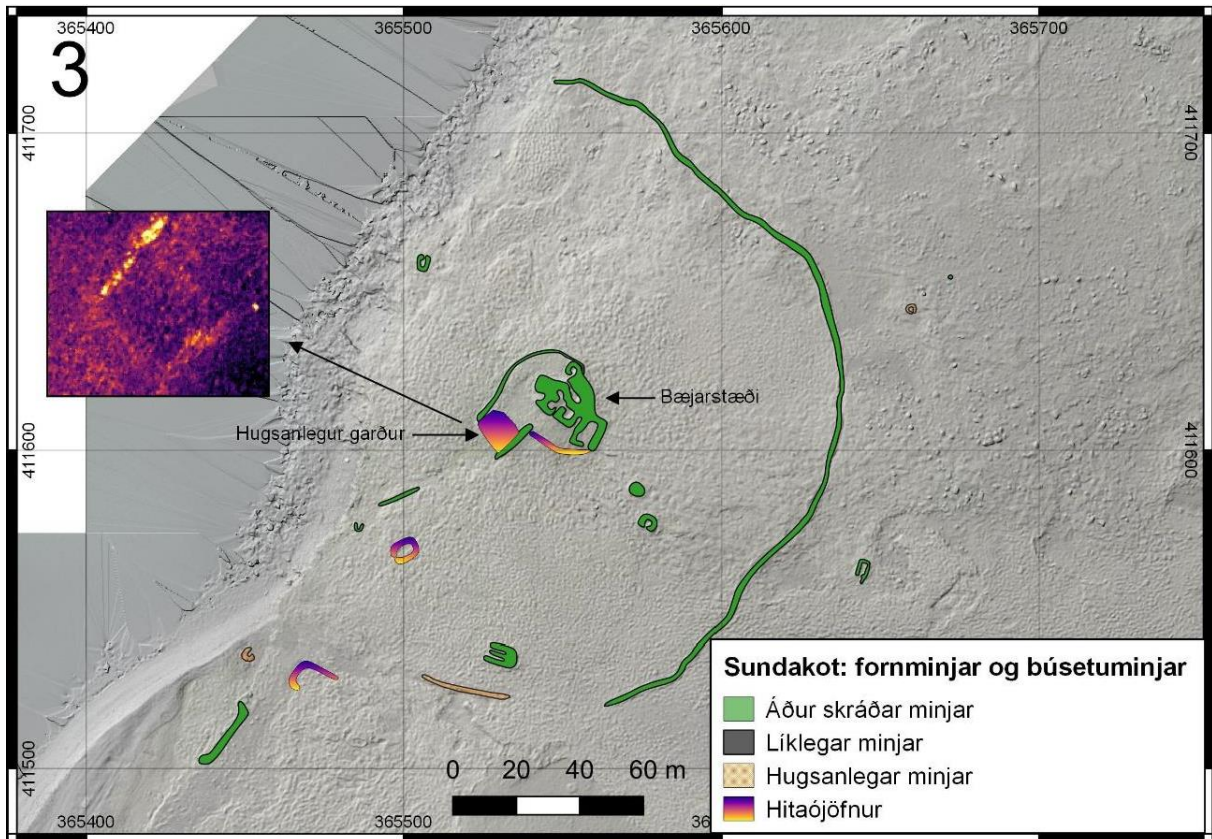 365400 365500 365600 365700
3
411700 411700
Bæjarstæði
Hugsanlegur garður
411600 411600
Sundakot: fornminjar og búsetuminjar
Áður skráðar minjar
Líklegar minjar
Hugsanlegar minjar
Hitaójöfnur
411500
0 20 40 60 m
365400 365500